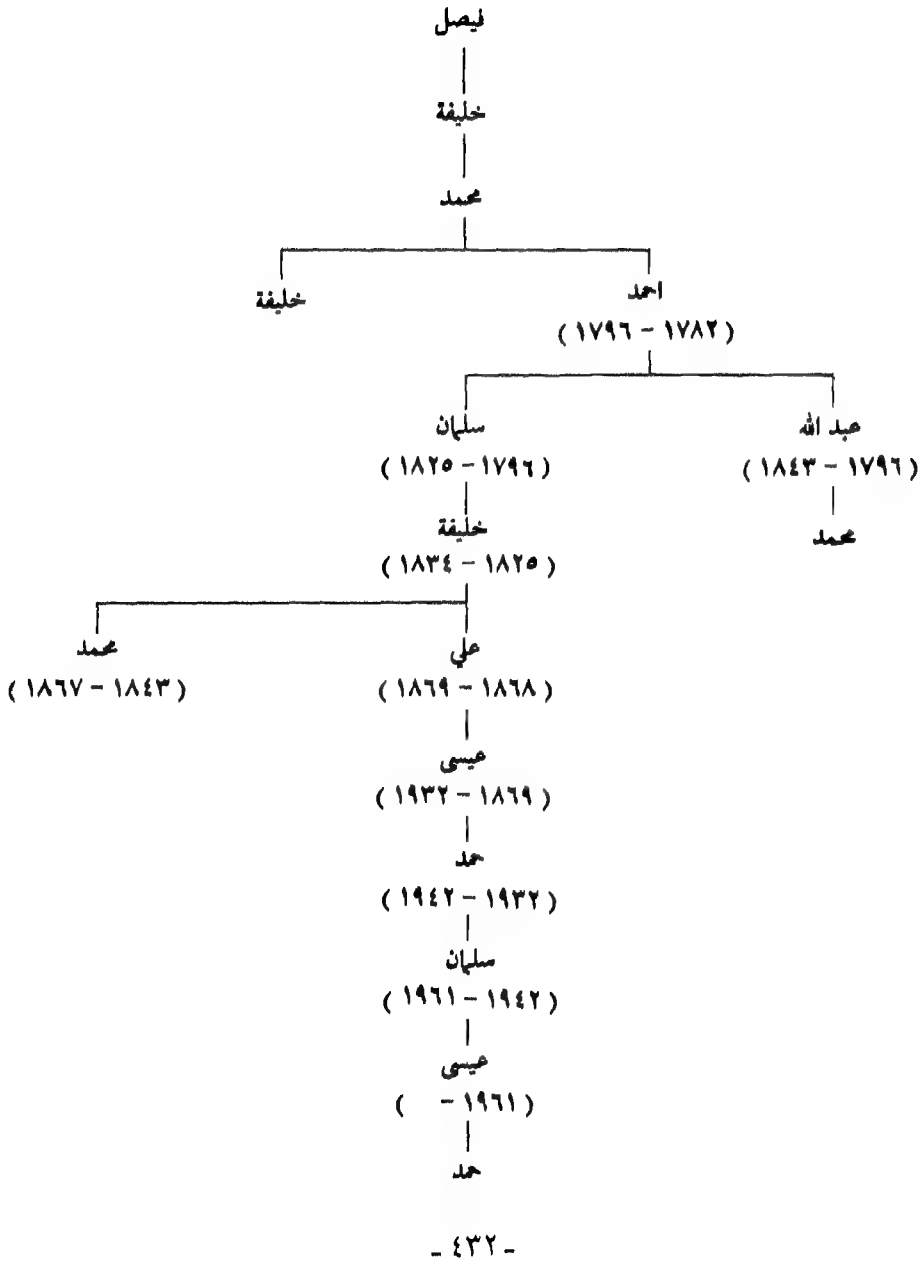 فيصل
خليفة
محمد
احمد
خليفة
(١٧٨٢ – ١٧٩٦)
عبد الله
سلمان
(١٧٩٦ – ١٨٤٣)
(١٧٩٦ – ١٨٢٥)
محمد
خليفة
(١٨٢٥ – ١٨٣٤)
علي
محمد
(١٨٦٨ – ١٨٦٩)
(١٨٤٣ – ١٨٦٧)
عيسى
(١٨٦٩ – ١٩٣٢)
حمد
(١٩٣٢ – ١٩٤٢)
سلمان
(١٩٤٢ – ١٩٦١)
عيسى
(١٩٦١ – )
حمد
- ٤٣٢ -